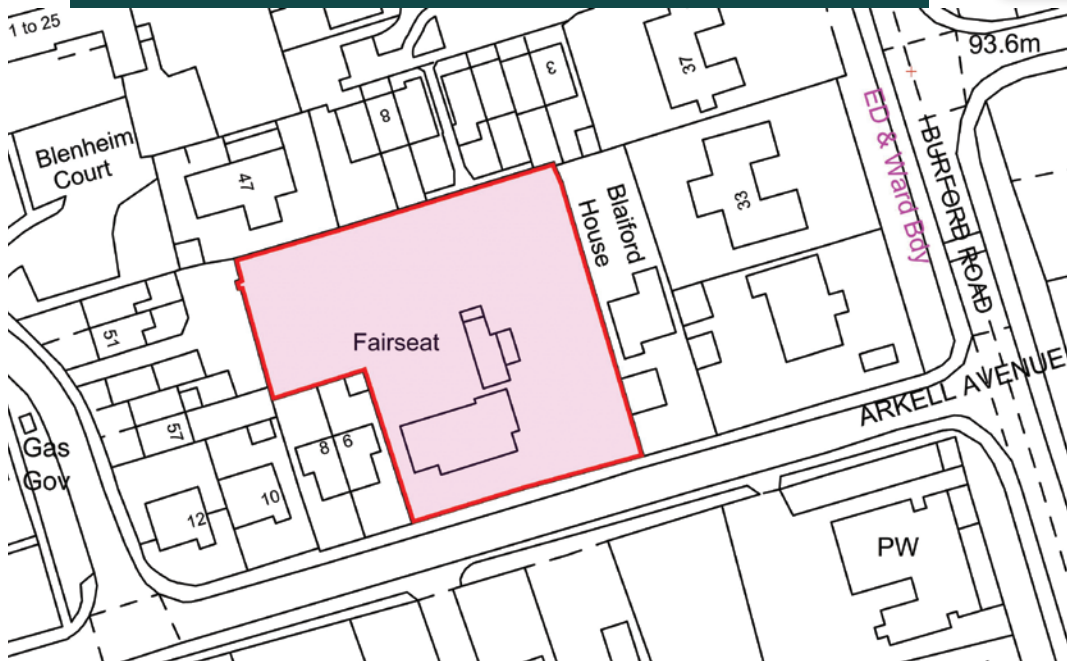 1 to 25
93.6m
3
37
8
Blenheim
Court
47
ED & Ward Bdy
BURFORD ROAD
33
Blaiford
House
51
Fairseat
ARKELL AVENUE
57
8
6
Gas
Gov
10
12
PW